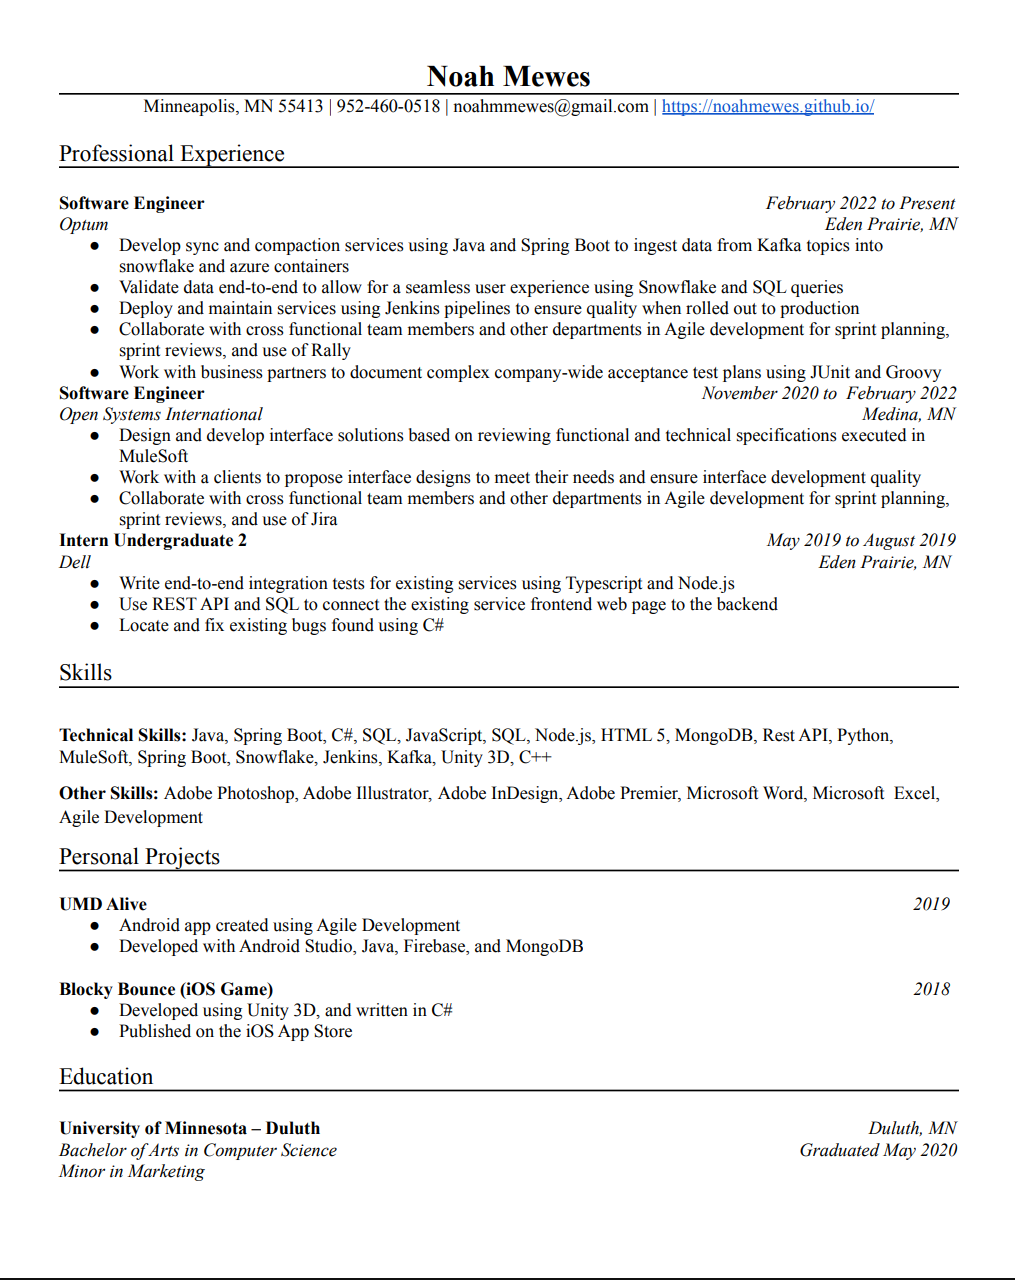 Noah Mewes
Minneapolis, MN 55413 | 952-460-0518 | noahmmewes@gmail.com | https://noahmewes.github.io/
Professional Experience
Software Engineer February 2022 to Present
Optum Eden Prairie, MN
● Develop sync and compaction services using Java and Spring Boot to ingest data from Kafka topics into
snowflake and azure containers
● Validate data end-to-end to allow for a seamless user experience using Snowflake and SQL queries
● Deploy and maintain services using Jenkins pipelines to ensure quality when rolled out to production
● Collaborate with cross functional team members and other departments in Agile development for sprint planning,
sprint reviews, and use of Rally
● Work with business partners to document complex company-wide acceptance test plans using JUnit and Groovy
Software Engineer November 2020 to February 2022
Open Systems International Medina, MN
● Design and develop interface solutions based on reviewing functional and technical specifications executed in
MuleSoft
● Work with a clients to propose interface designs to meet their needs and ensure interface development quality
● Collaborate with cross functional team members and other departments in Agile development for sprint planning,
sprint reviews, and use of Jira
Intern Undergraduate 2 May 2019 to August 2019
Dell Eden Prairie, MN
● Write end-to-end integration tests for existing services using Typescript and Node.js
● Use REST API and SQL to connect the existing service frontend web page to the backend
● Locate and fix existing bugs found using C#
Skills
Technical Skills: Java, Spring Boot, C#, SQL, JavaScript, SQL, Node.js, HTML 5, MongoDB, Rest API, Python,
MuleSoft, Spring Boot, Snowflake, Jenkins, Kafka, Unity 3D, C++
Other Skills: Adobe Photoshop, Adobe Illustrator, Adobe InDesign, Adobe Premier, Microsoft Word, Microsoft Excel,
Agile Development
Personal Projects
UMD Alive 2019
● Android app created using Agile Development
● Developed with Android Studio, Java, Firebase, and MongoDB
Blocky Bounce (iOS Game) 2018
● Developed using Unity 3D, and written in C#
● Published on the iOS App Store
Education
University of Minnesota – Duluth Duluth, MN
Bachelor of Arts in Computer Science Graduated May 2020
Minor in Marketing